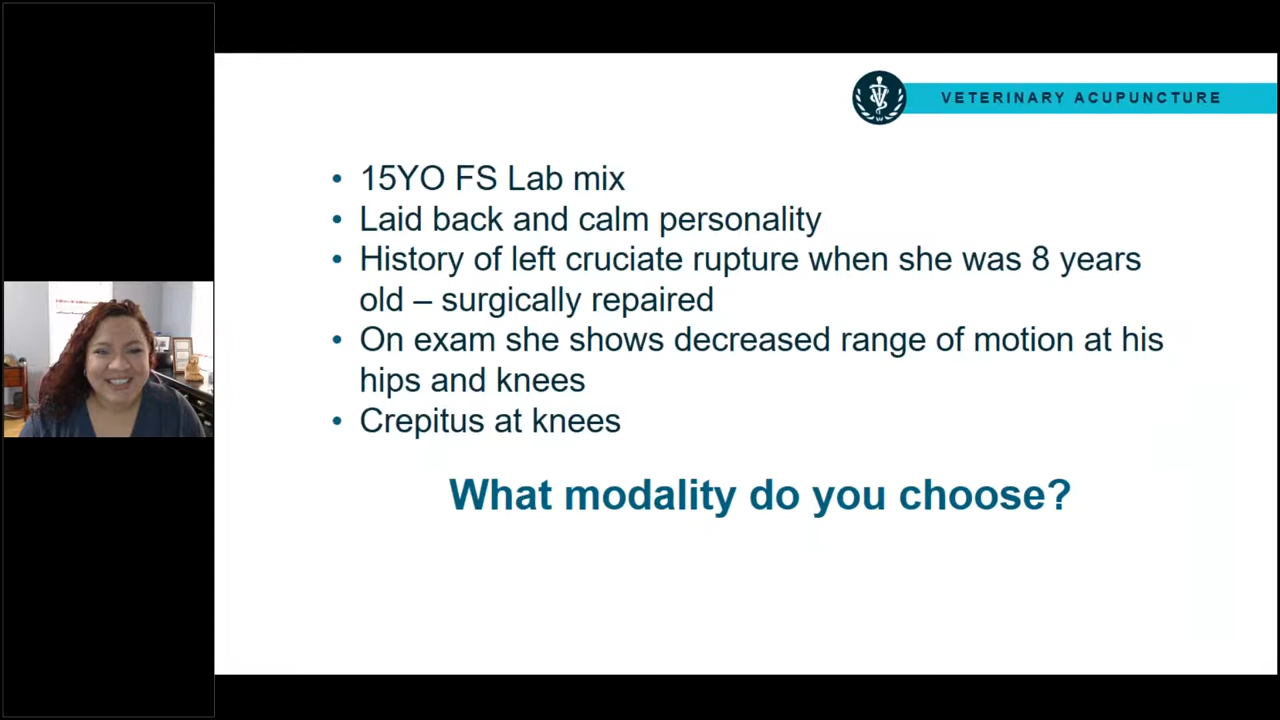 VETERINARY ACUPUNCTURE
• 15YO FS Lab mix
• Laid back and calm personality
• History of left cruciate rupture when she was 8 years
old – surgically repaired
• On exam she shows decreased range of motion at his
hips and knees
• Crepitus at knees
What modality do you choose?